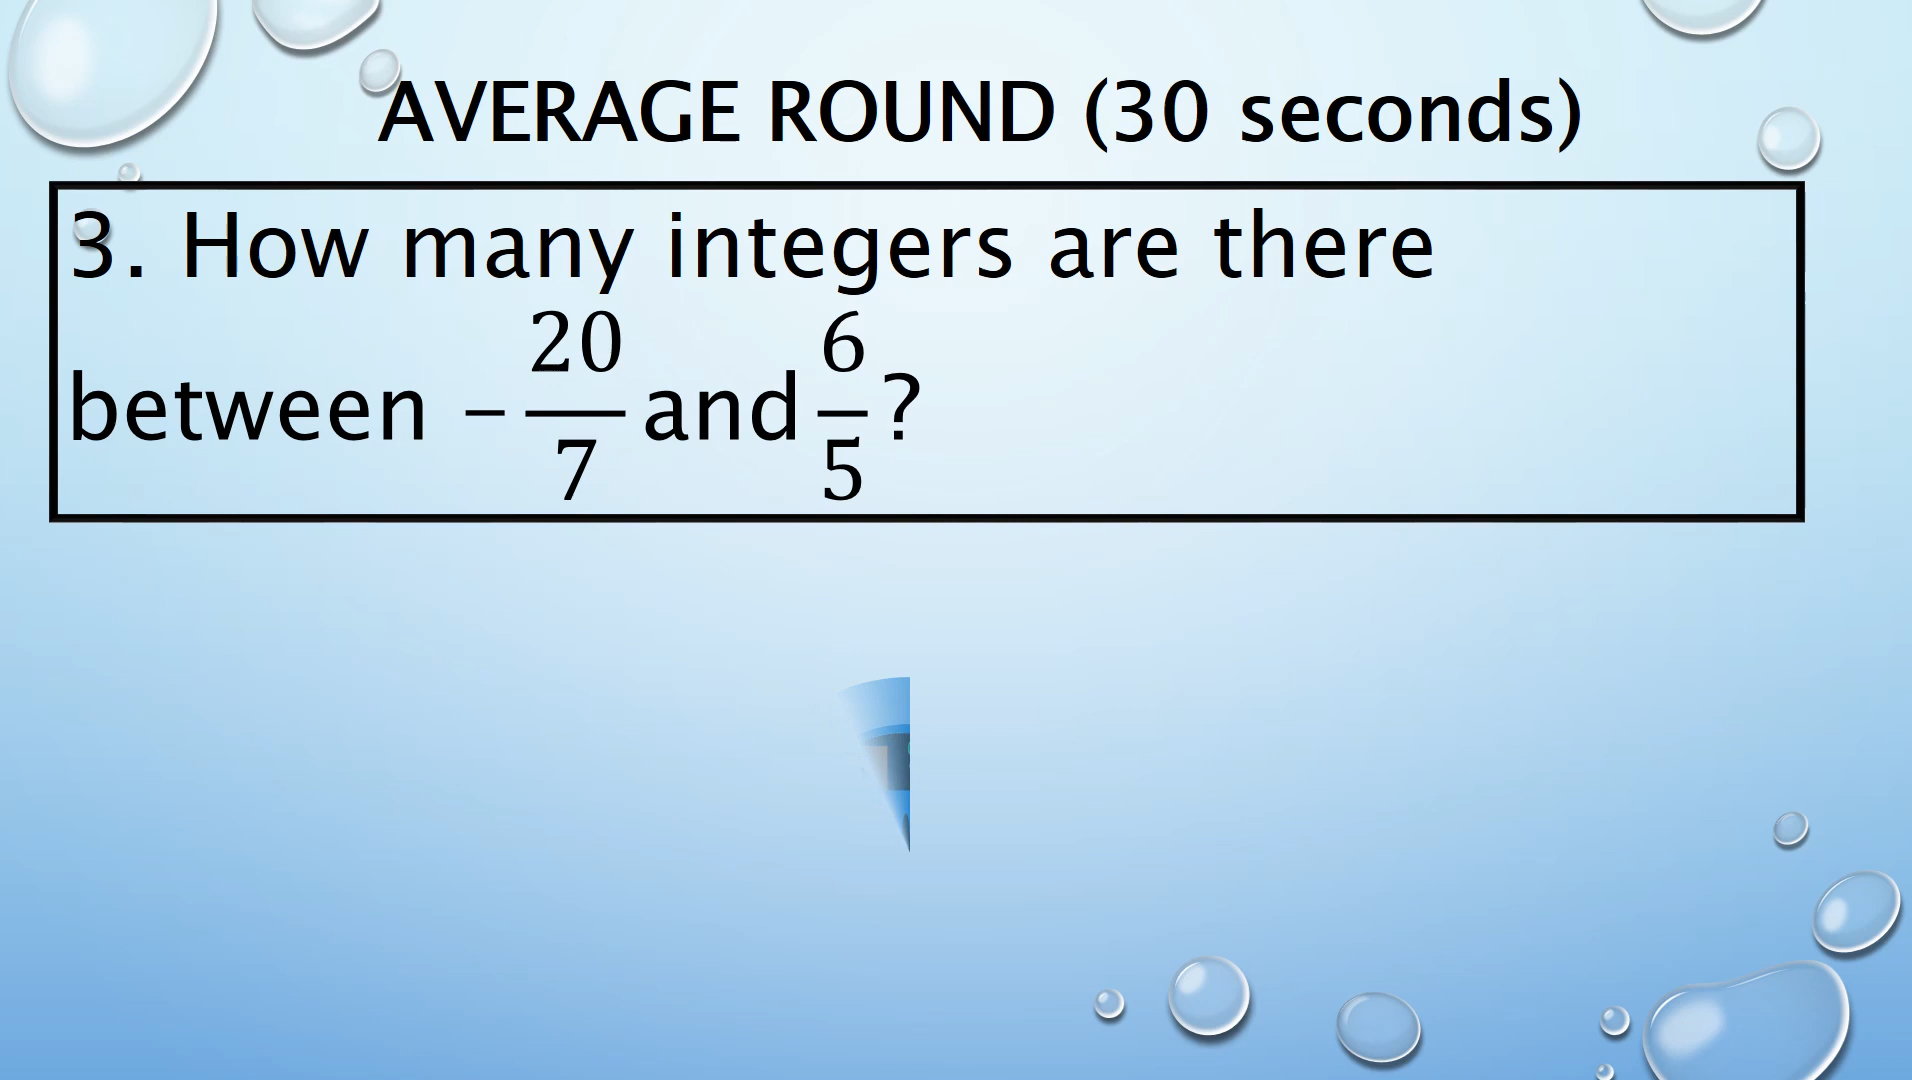 AVERAGE ROUND (30 seconds)
3. How many integers are there
between −20/7 and 6/5?